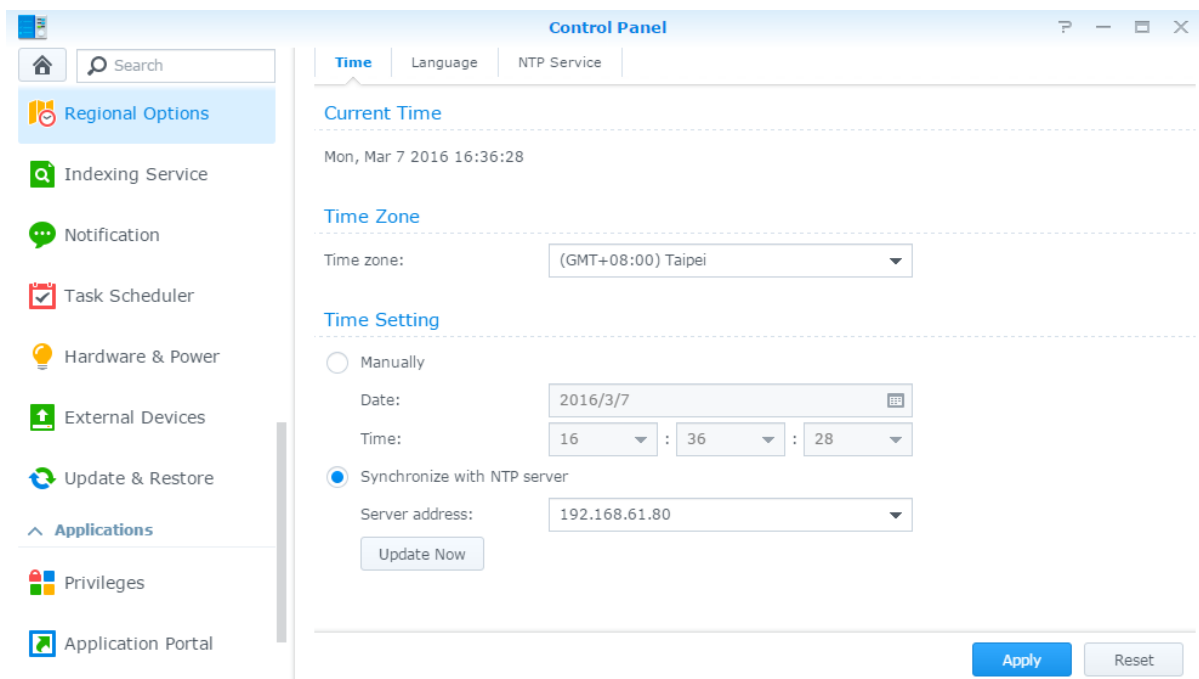 Control Panel
Search
Time Language NTP Service
Regional Options
Indexing Service
Notification
Task Scheduler
Hardware & Power
External Devices
Update & Restore
Applications
Privileges
Application Portal
Current Time
Mon, Mar 7 2016 16:36:28
Time Zone
Time zone: (GMT+08:00) Taipei
Time Setting
Manually
Date: 2016/3/7
Time: 16 : 36 : 28
Synchronize with NTP server
Server address: 192.168.61.80
Update Now
Apply Reset